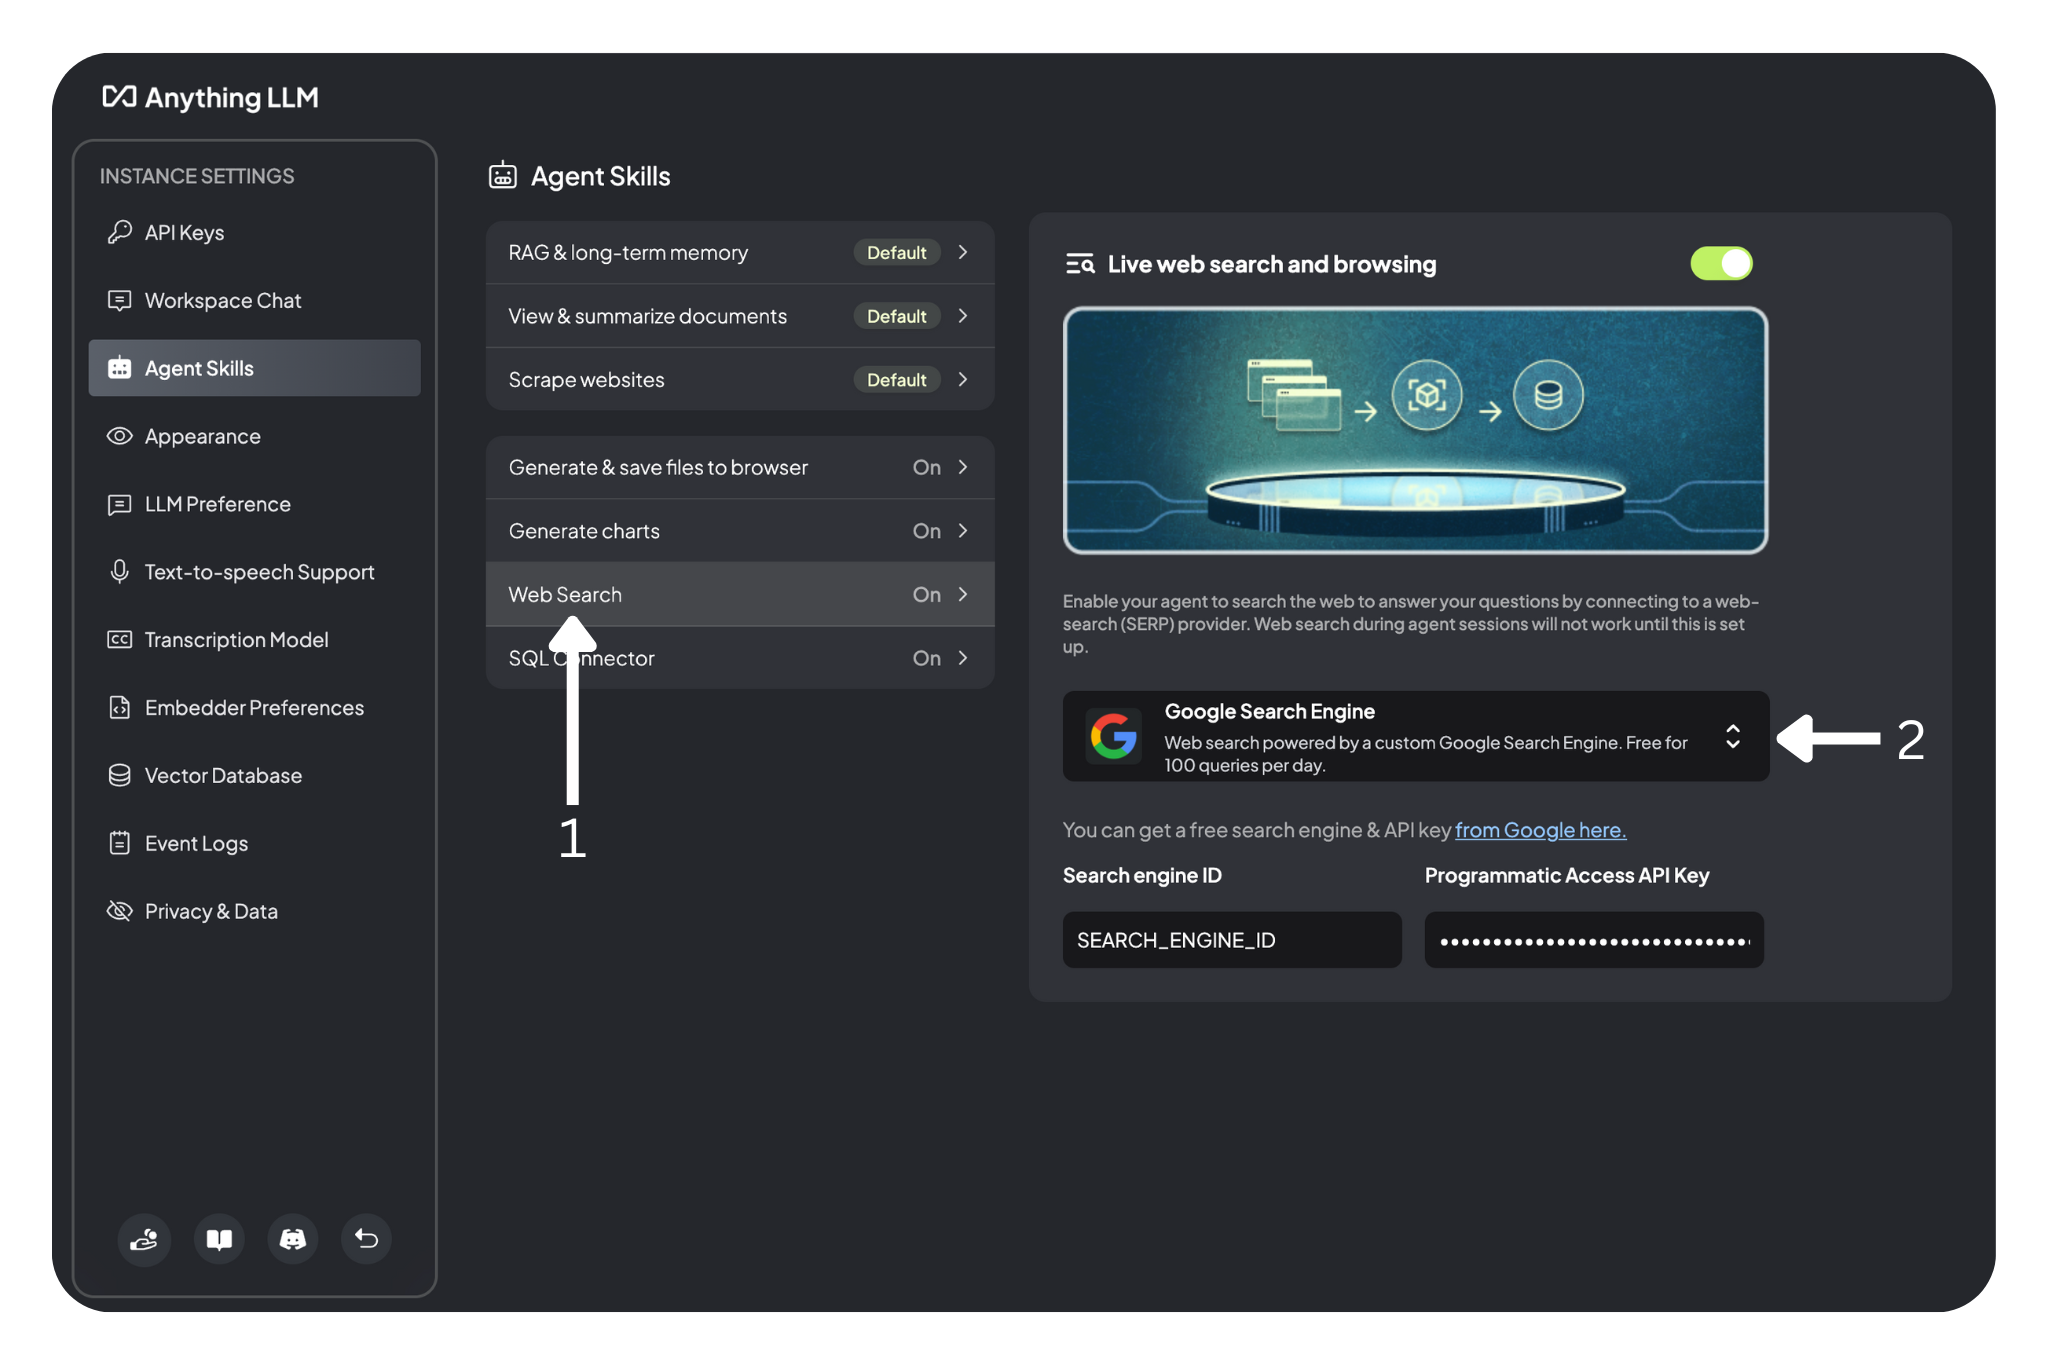 Anything LLM
INSTANCE SETTINGS
API Keys
Workspace Chat
Agent Skills
Appearance
LLM Preference
Text-to-speech Support
Transcription Model
Embedder Preferences
Vector Database
Event Logs
Privacy & Data
Agent Skills
RAG & long-term memory Default
View & summarize documents Default
Scrape websites Default
Generate & save files to browser On
Generate charts On
Web Search On
SQL Connector On
1
Live web search and browsing
Enable your agent to search the web to answer your questions by connecting to a web-
search (SERP) provider. Web search during agent sessions will not work until this is set
up.
Google Search Engine
Web search powered by a custom Google Search Engine. Free for
100 queries per day.
2
You can get a free search engine & API key from Google here.
Search engine ID Programmatic Access API Key
SEARCH_ENGINE_ID